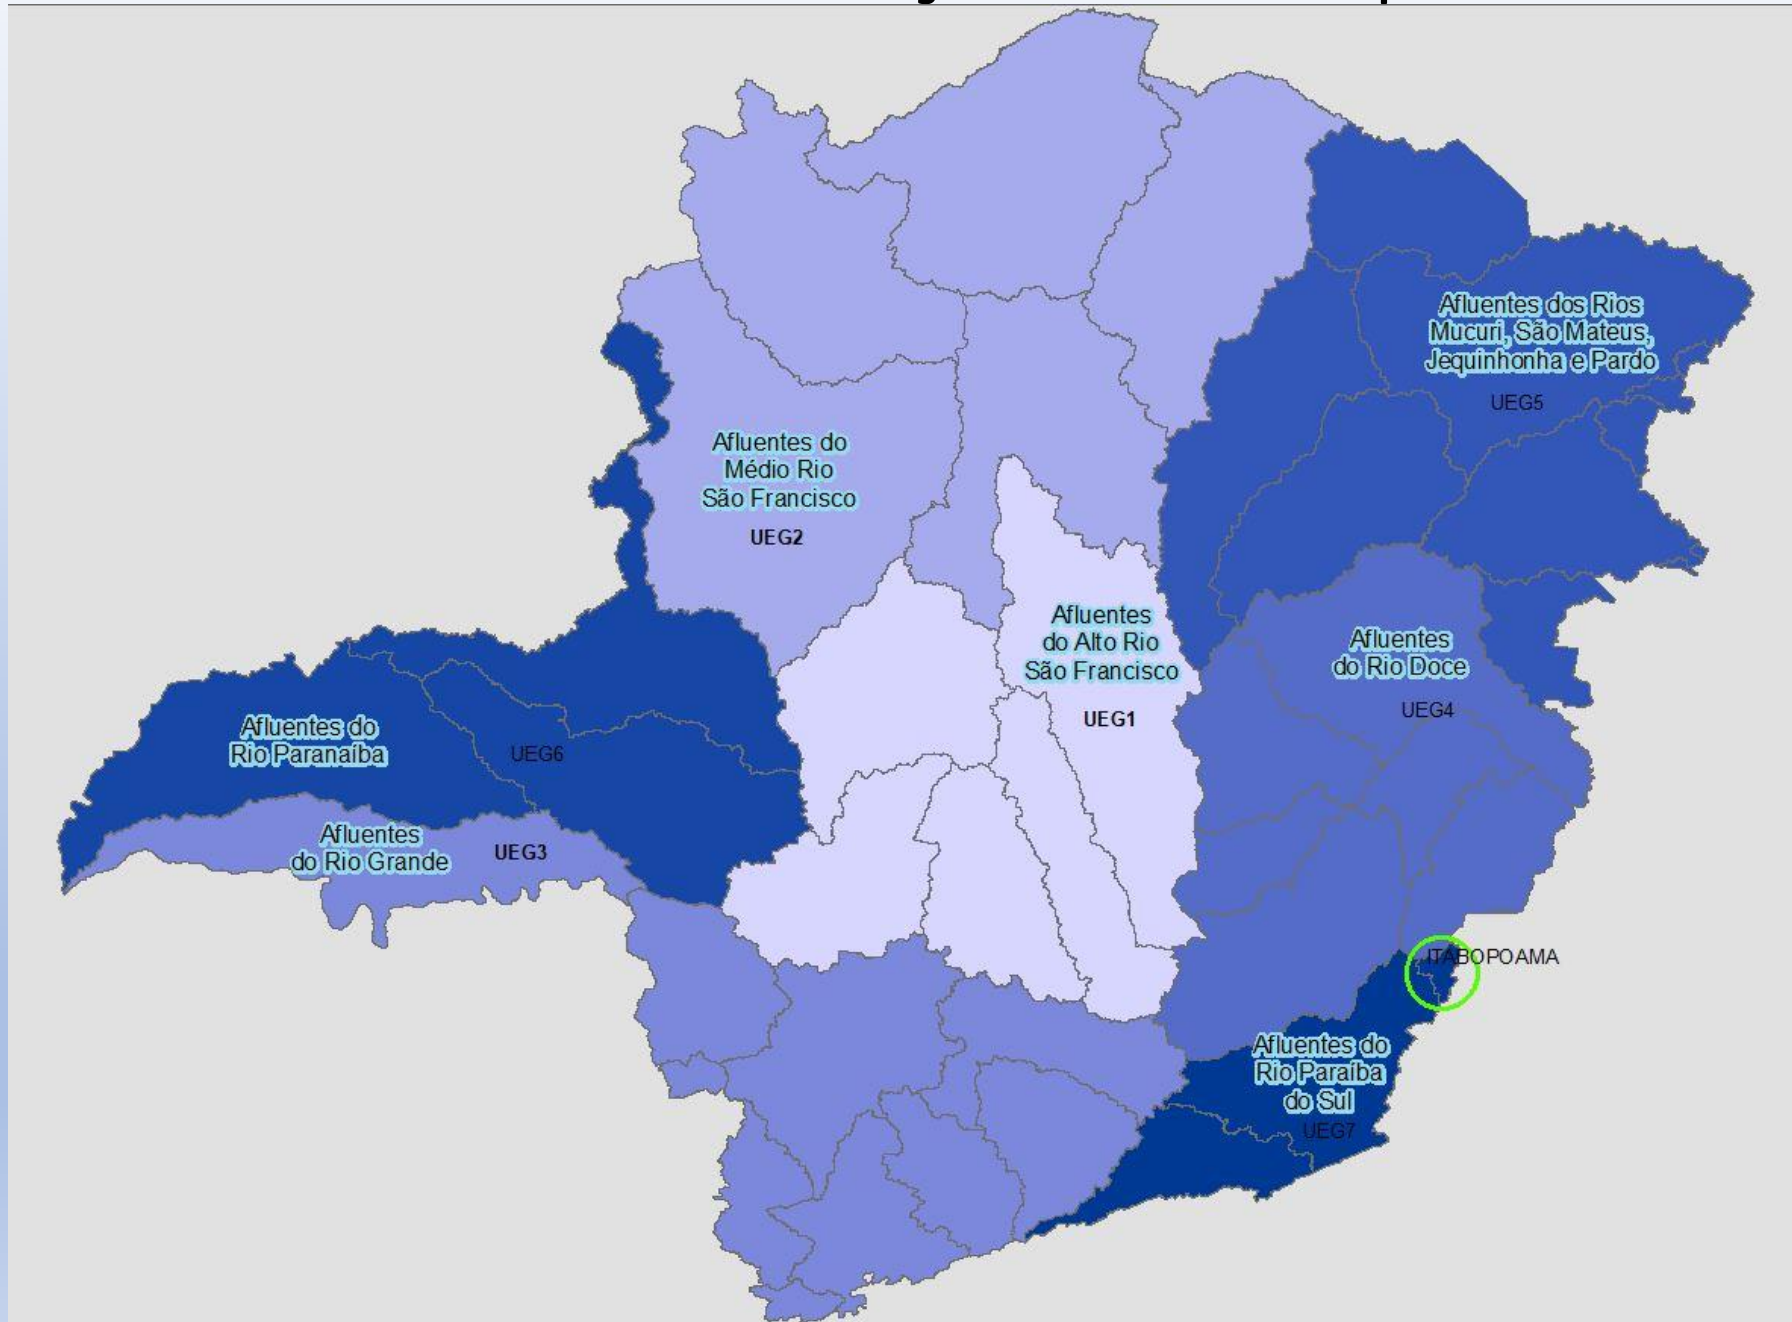 Afluentes dos Rios
Mucuri, São Mateus,
Jequinhonha e Pardo
UEG5
Afluentes do
Médio Rio
São Francisco
UEG2
Afluentes
do Alto Rio
São Francisco
UEG1
Afluentes
do Rio Doce
UEG4
Afluentes do
Rio Paranaíba
UEG6
Afluentes
do Rio Grande
UEG3
ITABOPOAMA
Afluentes do
Rio Paraíba
do Sul
UEG7